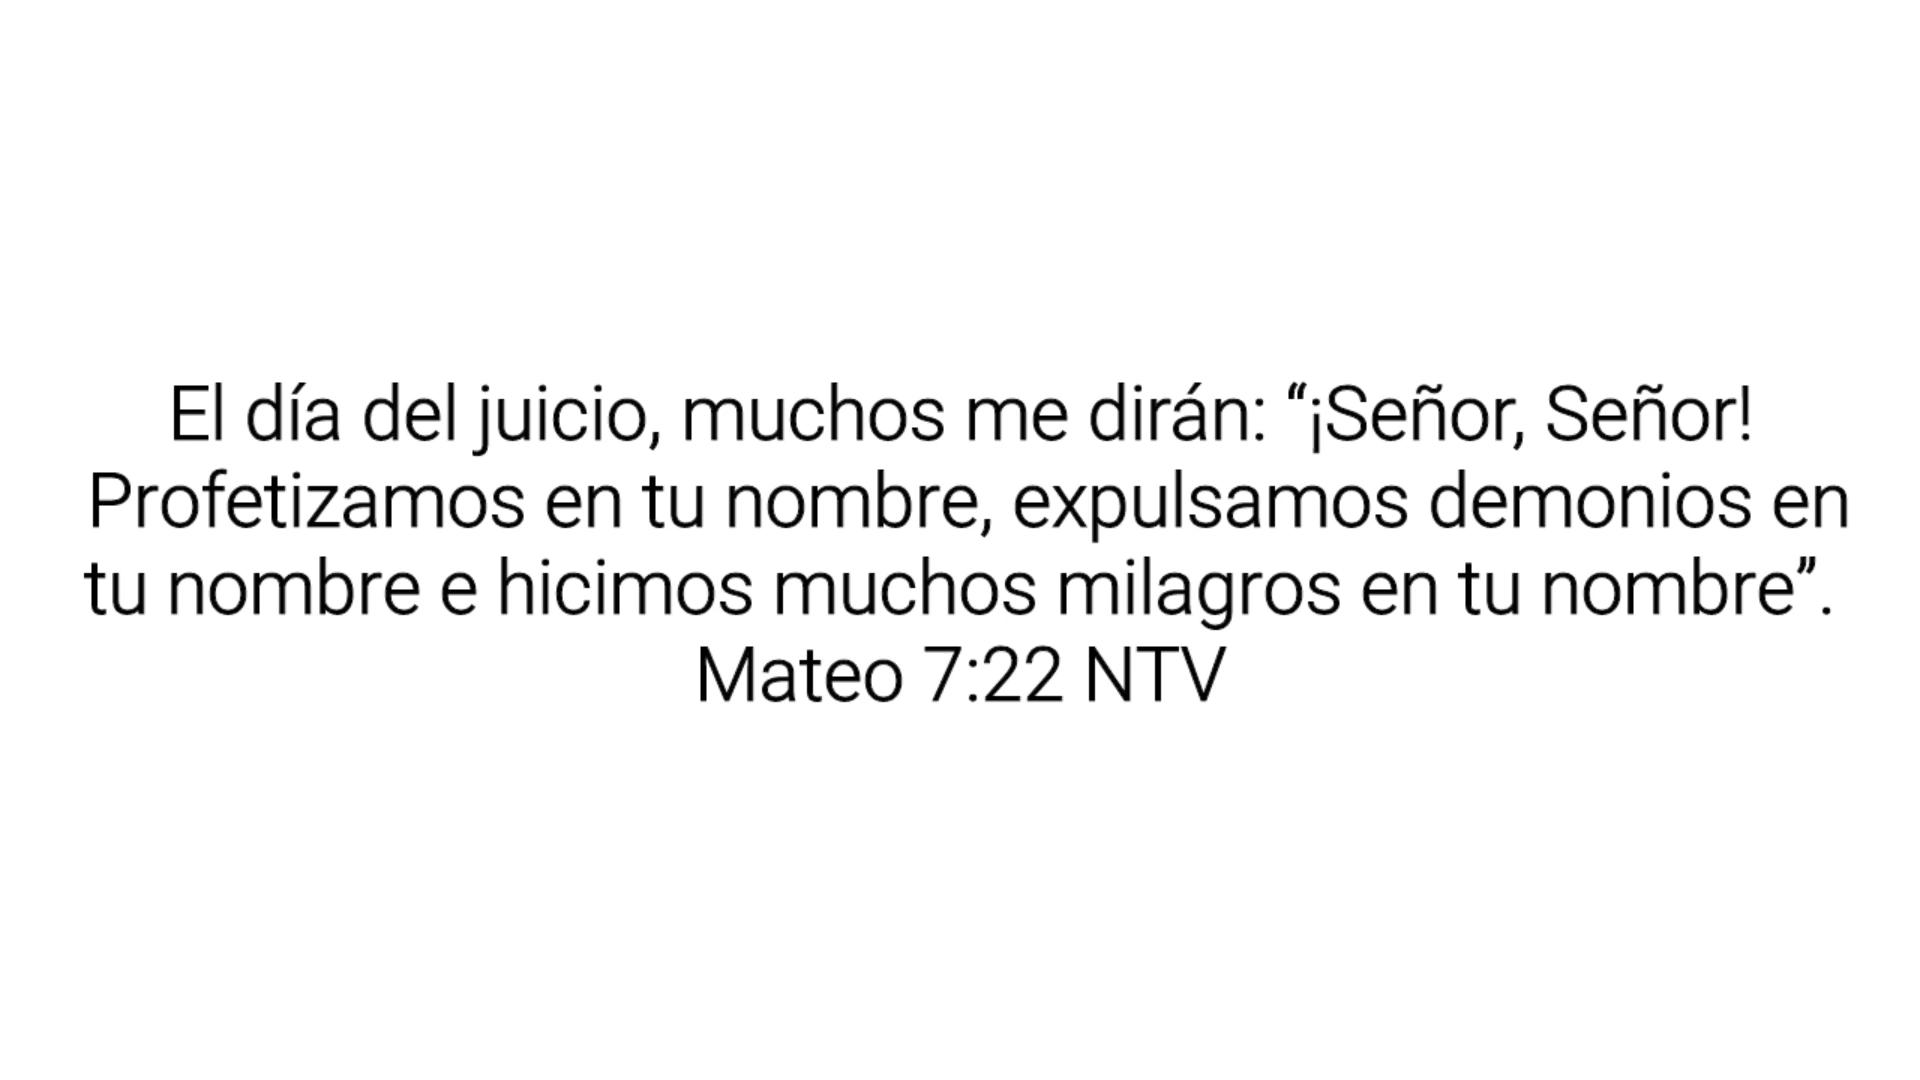 El día del juicio, muchos me dirán: “¡Señor, Señor!
Profetizamos en tu nombre, expulsamos demonios en
tu nombre e hicimos muchos milagros en tu nombre”.
Mateo 7:22 NTV